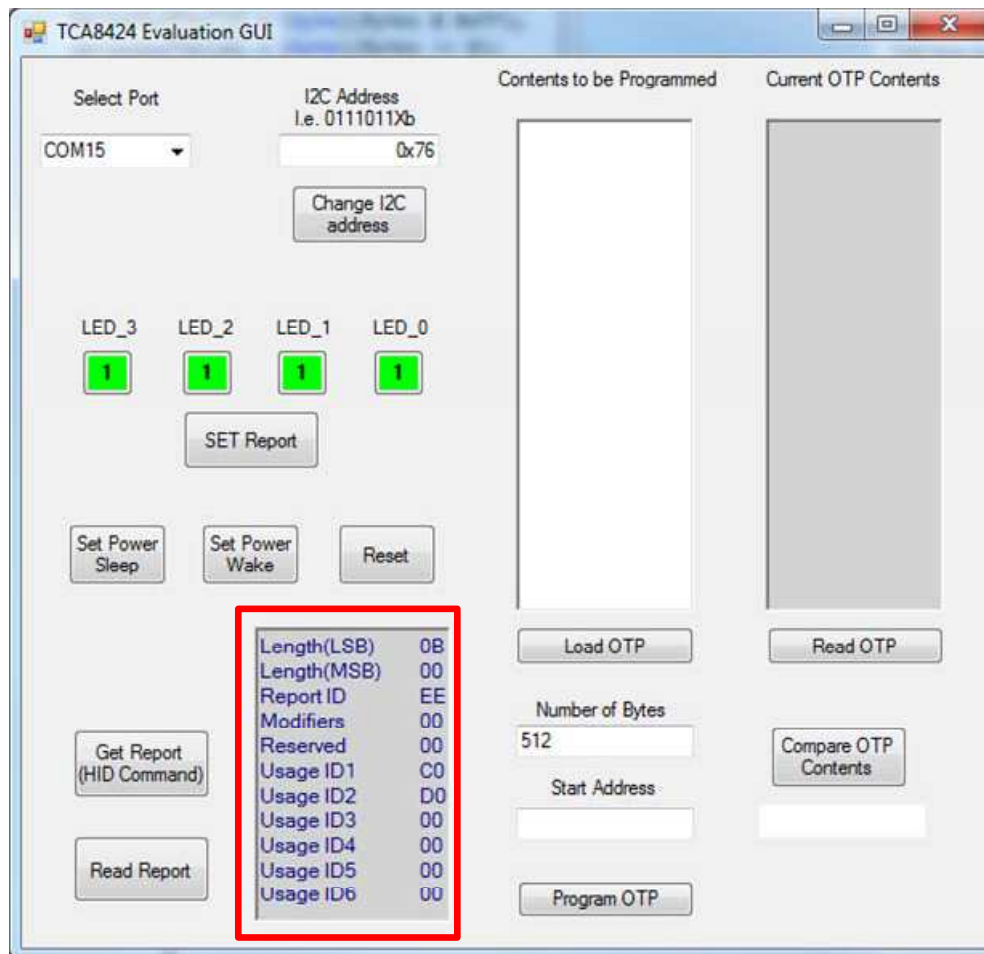 TCA8424 Evaluation GUI
Select Port
I2C Address
I.e. 0111011Xb
Contents to be Programmed
Current OTP Contents
COM15
0x76
Change I2C
address
LED_3 LED_2 LED_1 LED_0
1 1 1 1
SET Report
Set Power
Sleep
Set Power
Wake
Reset
Length(LSB) 0B
Length(MSB) 00
Report ID EE
Modifiers 00
Reserved 00
Usage ID1 C0
Usage ID2 D0
Usage ID3 00
Usage ID4 00
Usage ID5 00
Usage ID6 00
Get Report
(HID Command)
Read Report
Load OTP
Read OTP
Number of Bytes
512
Compare OTP
Contents
Start Address
Program OTP